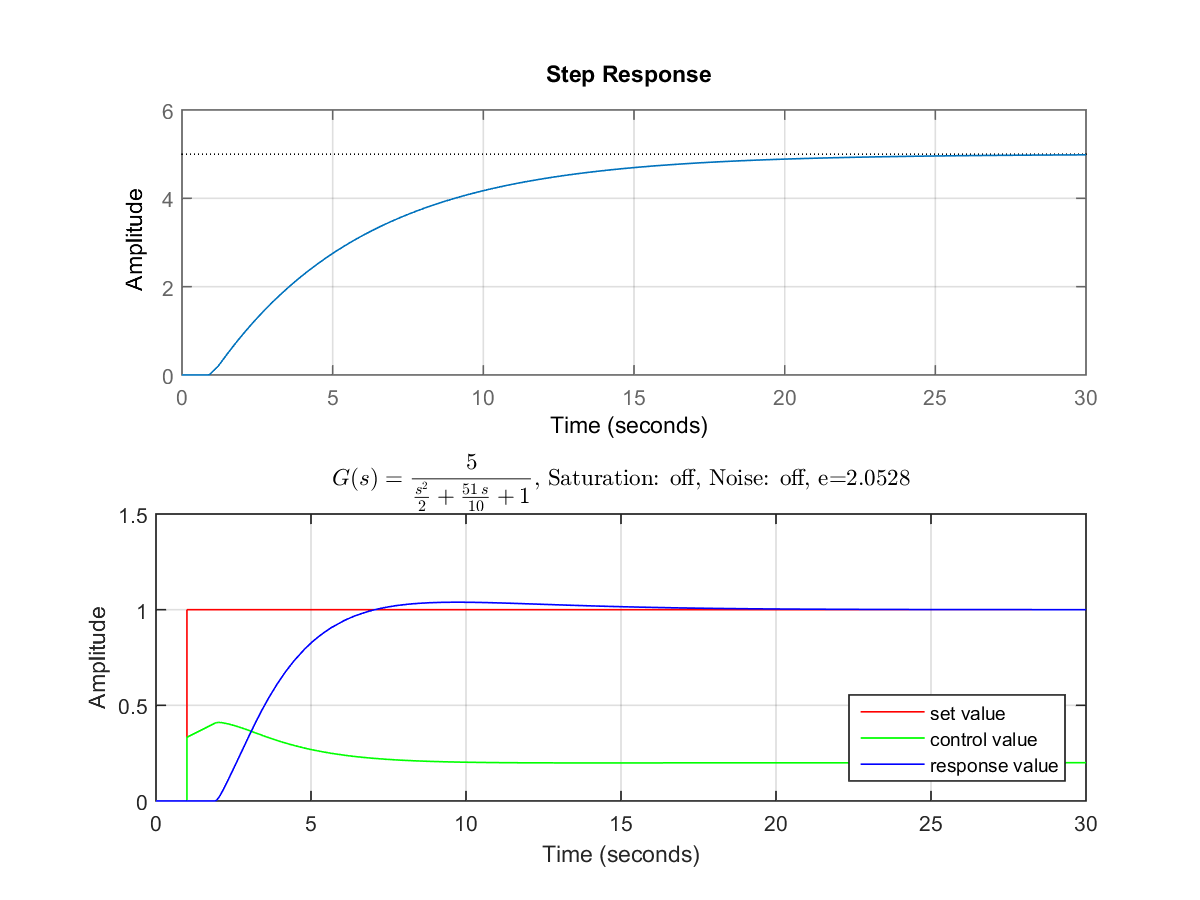 Step Response
Amplitude
6
4
2
0
0 5 10 15 20 25 30
Time (seconds)
G(s) = 5 / (s²/2 + 51 s/10 + 1), Saturation: off, Noise: off, e=2.0528
Amplitude
1.5
1
0.5
0
set value
control value
response value
0 5 10 15 20 25 30
Time (seconds)